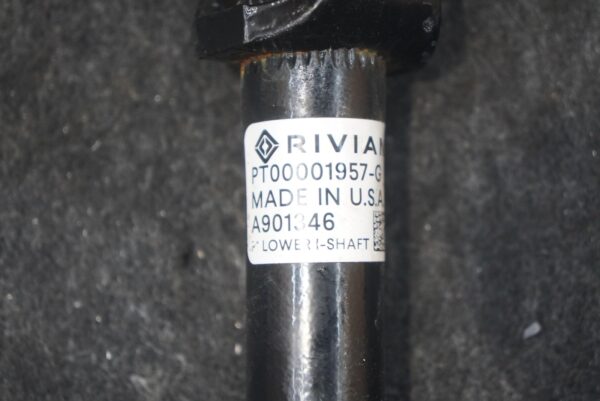 RIVIAN
PT00001957-G
MADE IN U.S.A
A901346
LOWER I-SHAFT